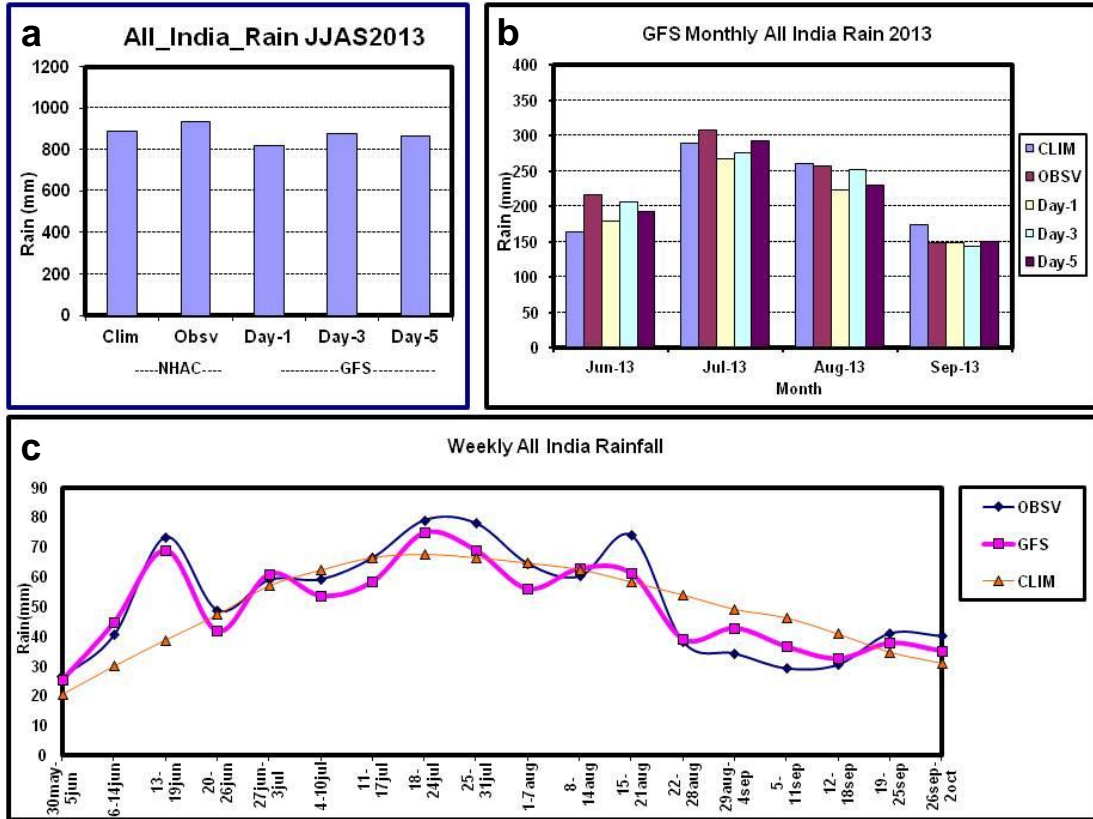 a
All_India_Rain JJAS2013
1200
1000
800
600
400
200
0
Rain (mm)
Clim Obsv Day-1 Day-3 Day-5
----NHAC---- ----------GFS-----------
b
GFS Monthly All India Rain 2013
400
350
300
250
200
150
100
50
0
Rain (mm)
Jun-13 Jul-13 Aug-13 Sep-13
Month
CLIM
OBSV
Day-1
Day-3
Day-5
c
Weekly All India Rainfall
90
80
70
60
50
40
30
20
10
0
Rain(mm)
30may-
5jun
6-14jun
13-
19jun
20-
26jun
27jun-
3jul
4-10jul
11-
17jul
18-
24jul
25-
31jul
1-7aug
8-
14aug
15-
21aug
22-
28aug
29aug-
4sep
5-
11sep
12-
18sep
19-
25sep
26sep-
2oct
OBSV
GFS
CLIM